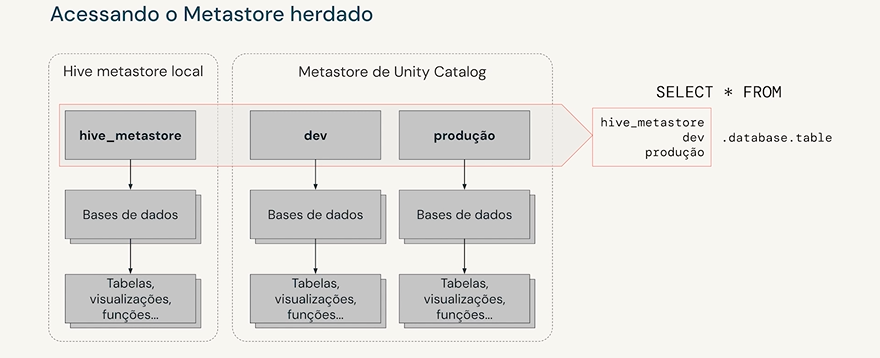 Acessando o Metastore herdado
Hive metastore local
Metastore de Unity Catalog
SELECT * FROM
hive_metastore
dev
produção
hive_metastore
dev
produção
.database.table
Bases de dados
Bases de dados
Bases de dados
Tabelas,
visualizações,
funções...
Tabelas,
visualizações,
funções...
Tabelas,
visualizações,
funções...